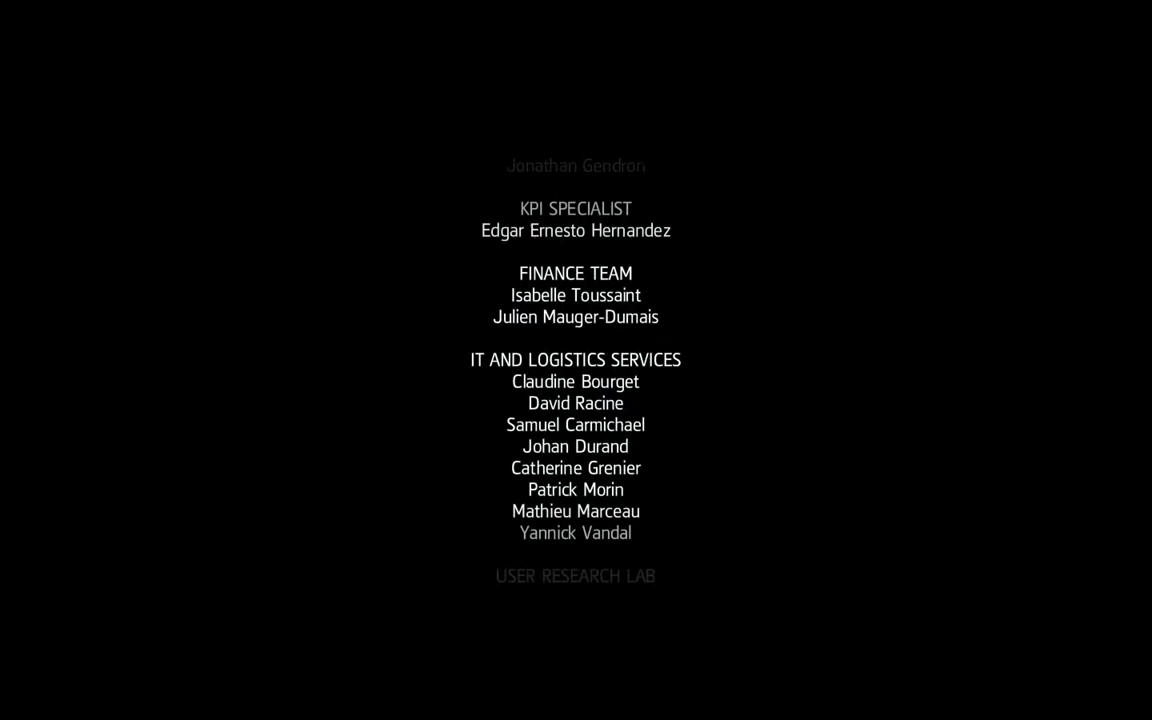 Jonathan Gendron
KPI SPECIALIST
Edgar Ernesto Hernandez
FINANCE TEAM
Isabelle Toussaint
Julien Mauger-Dumais
IT AND LOGISTICS SERVICES
Claudine Bourget
David Racine
Samuel Carmichael
Johan Durand
Catherine Grenier
Patrick Morin
Mathieu Marceau
Yannick Vandal
USER RESEARCH LAB